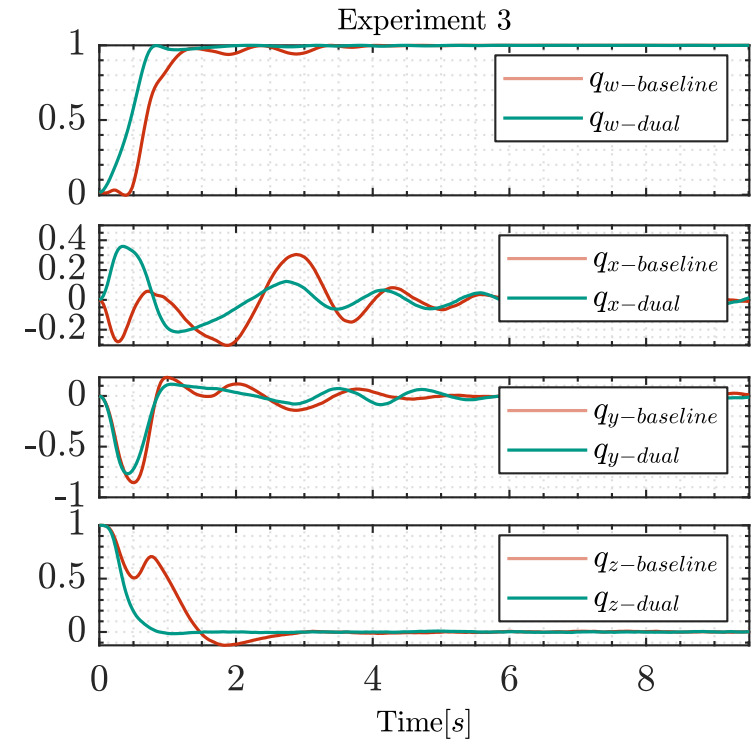 Experiment 3
1
0.5
0
q_{w-baseline}
q_{w-dual}
0.4
0.2
0
-0.2
q_{x-baseline}
q_{x-dual}
0
-0.5
-1
q_{y-baseline}
q_{y-dual}
1
0.5
0
q_{z-baseline}
q_{z-dual}
0 2 4 6 8
Time[s]